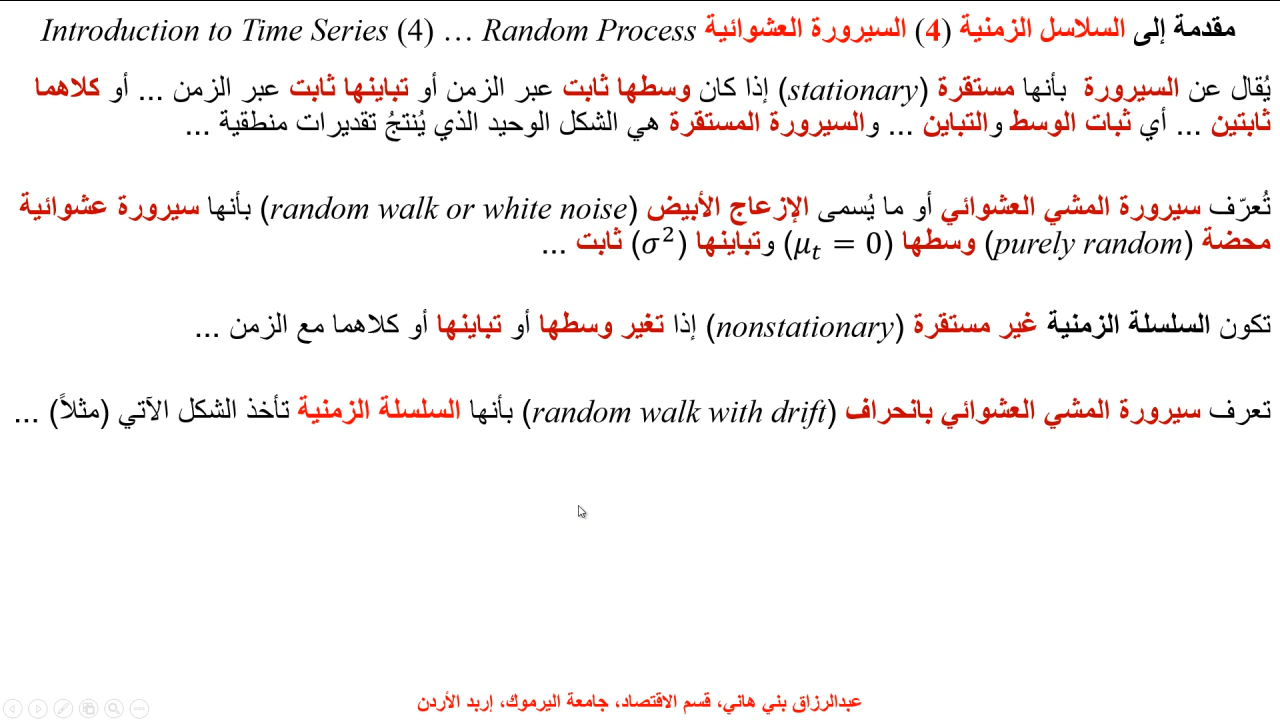 مقدمة إلى السلاسل الزمنية (4) السيرورة العشوائية Introduction to Time Series (4) … Random Process
يُقال عن السيرورة بأنها مستقرة (stationary) إذا كان وسطها ثابت عبر الزمن أو تباينها ثابت عبر الزمن ... أو كلاهما
ثابتين ... أي ثبات الوسط والتباين ... والسيرورة المستقرة هي الشكل الوحيد الذي يُنتجُ تقديرات منطقية ...
تُعرّف سيرورة المشي العشوائي أو ما يُسمى الإزعاج الأبيض (random walk or white noise) بأنها سيرورة عشوائية
محضة (purely random) وسطها (μₜ = 0) وتباينها (σ²) ثابت ...
تكون السلسلة الزمنية غير مستقرة (nonstationary) إذا تغير وسطها أو تباينها أو كلاهما مع الزمن ...
تعرف سيرورة المشي العشوائي بانحراف (random walk with drift) بأنها السلسلة الزمنية تأخذ الشكل الآتي (مثلاً) ...
عبدالرزاق بني هاني، قسم الاقتصاد، جامعة اليرموك، إربد الأردن